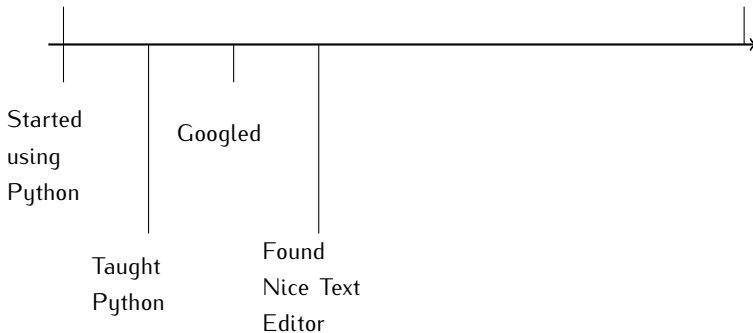 Started
using
Python
Taught
Python
Googled
Found
Nice Text
Editor